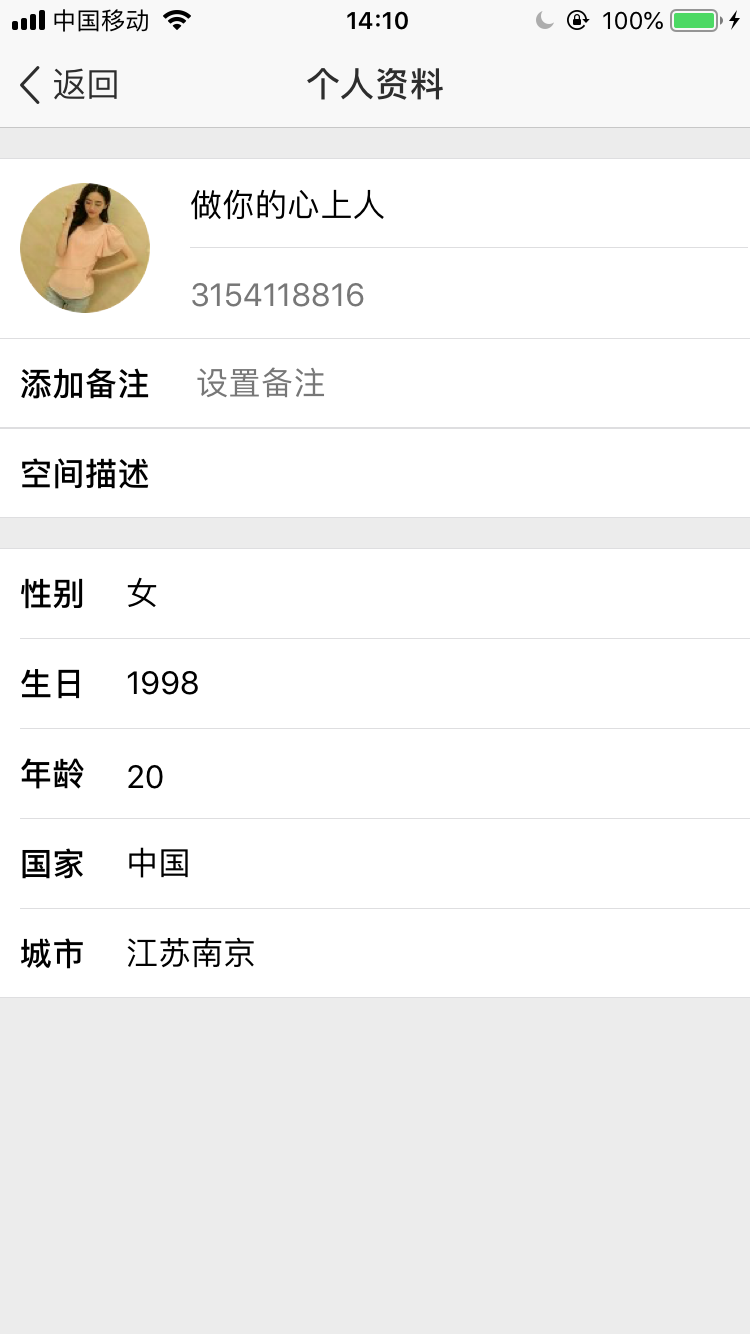 中国移动 14:10 100%
返回 个人资料
做你的心上人
3154118816
添加备注 设置备注
空间描述
性别 女
生日 1998
年龄 20
国家 中国
城市 江苏南京